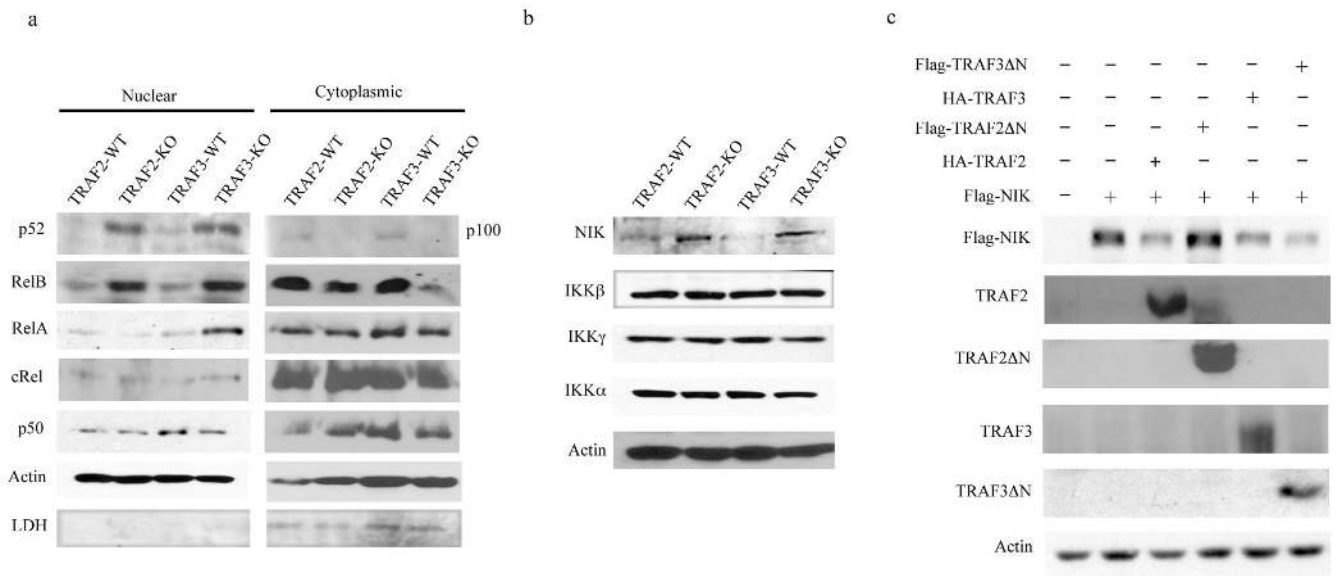 a
Nuclear
Cytoplasmic
TRAF2-WT
TRAF2-KO
TRAF3-WT
TRAF3-KO
TRAF2-WT
TRAF2-KO
TRAF3-WT
TRAF3-KO
p52
p100
RelB
RelA
cRel
p50
Actin
LDH
b
TRAF2-WT
TRAF2-KO
TRAF3-WT
TRAF3-KO
NIK
IKKβ
IKKγ
IKKα
Actin
c
Flag-TRAF3ΔN - - - - - +
HA-TRAF3 - - - - + -
Flag-TRAF2ΔN - - - + - -
HA-TRAF2 - - + - - -
Flag-NIK - + + + + +
Flag-NIK
TRAF2
TRAF2ΔN
TRAF3
TRAF3ΔN
Actin